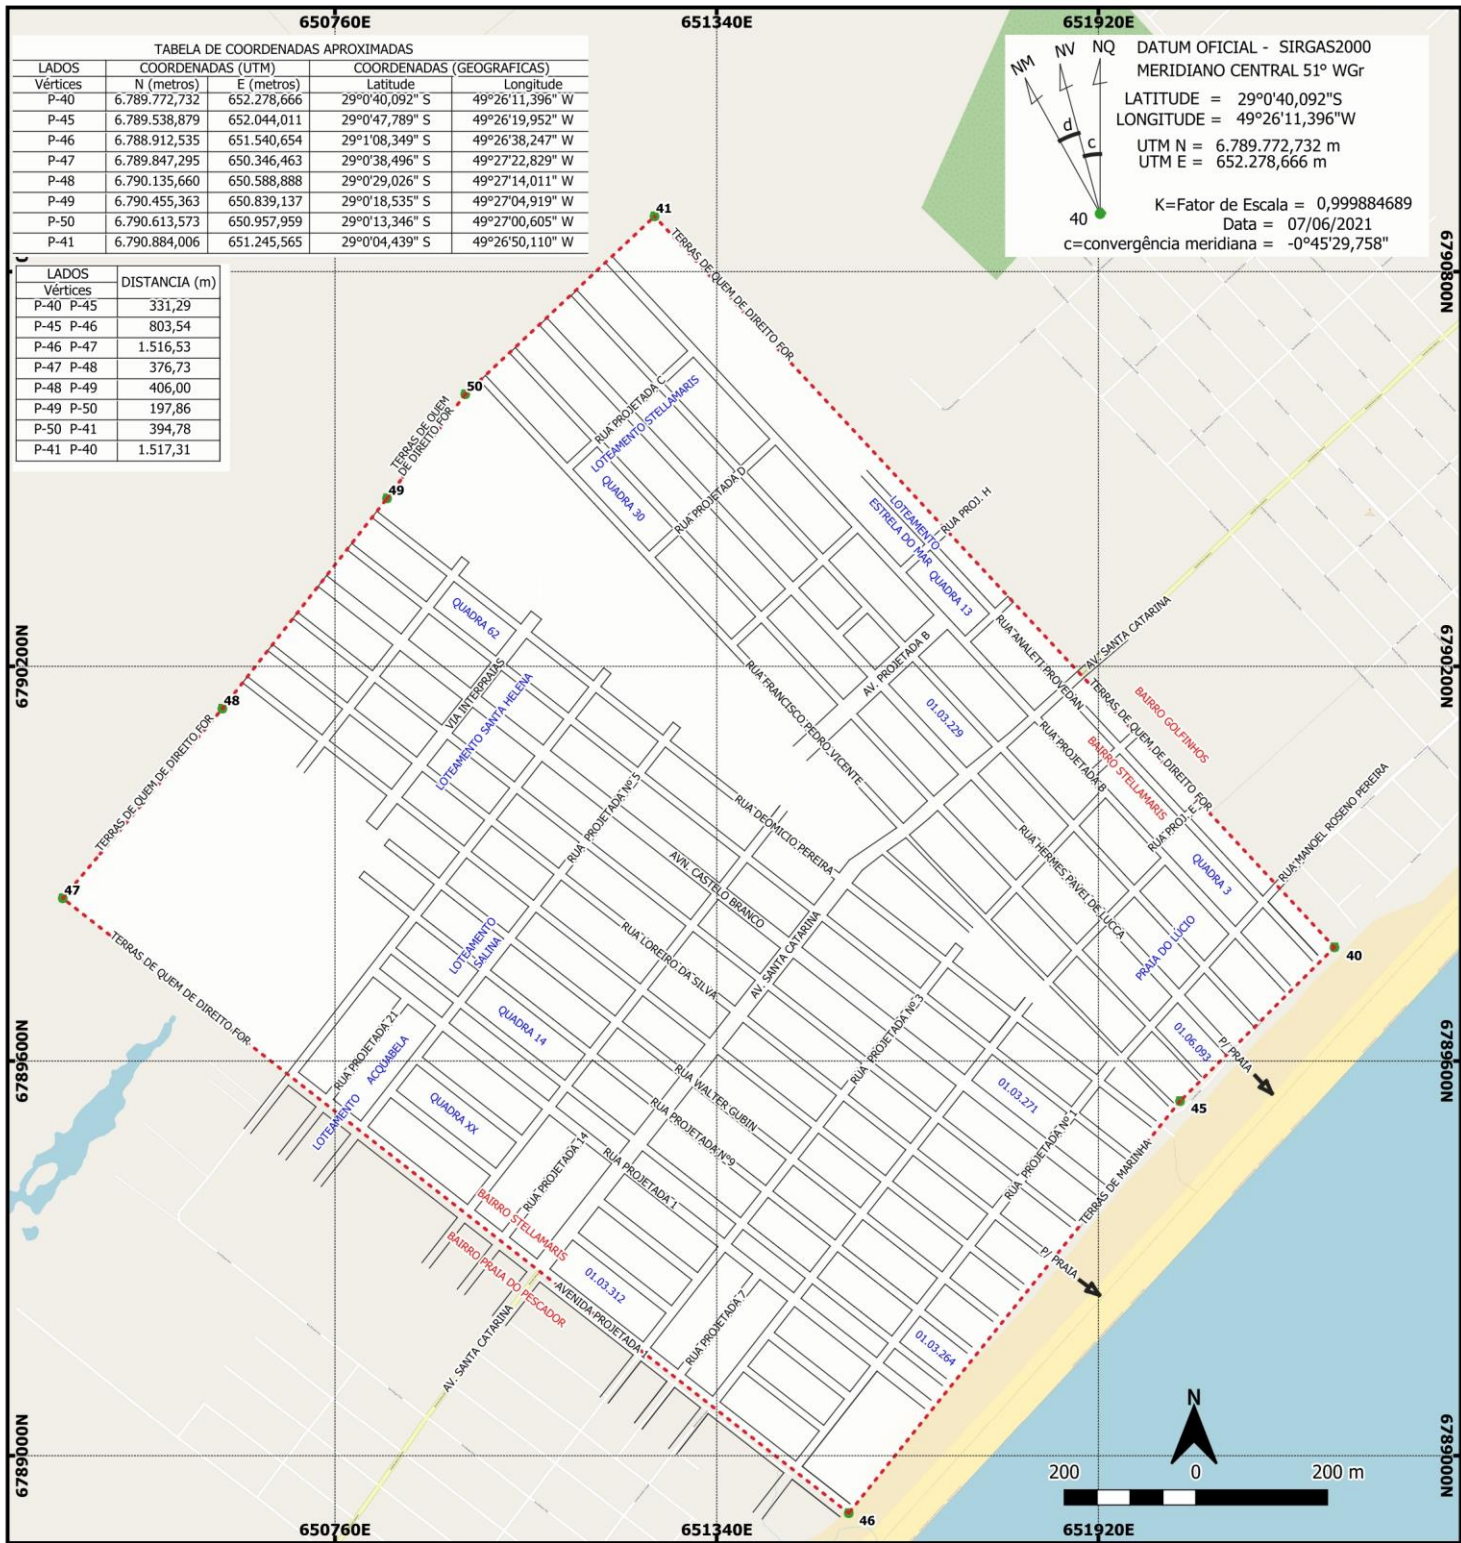 650760E
651340E
651920E
TABELA DE COORDENADAS APROXIMADAS
LADOS COORDENADAS (UTM) COORDENADAS (GEOGRAFICAS)
Vértices N (metros) E (metros) Latitude Longitude
P-40 6.789.772,732 652.278,666 29°0'40,092" S 49°26'11,396" W
P-45 6.789.538,879 652.044,011 29°0'47,789" S 49°26'19,952" W
P-46 6.788.912,535 651.540,654 29°1'08,349" S 49°26'38,247" W
P-47 6.789.847,295 650.346,463 29°0'38,496" S 49°27'22,829" W
P-48 6.790.135,660 650.588,888 29°0'29,026" S 49°27'14,011" W
P-49 6.790.455,363 650.839,137 29°0'18,535" S 49°27'04,919" W
P-50 6.790.613,573 650.957,959 29°0'13,346" S 49°27'00,605" W
P-41 6.790.884,006 651.245,565 29°0'04,439" S 49°26'50,110" W
LADOS DISTANCIA (m)
Vértices
P-40 P-45 331,29
P-45 P-46 803,54
P-46 P-47 1.516,53
P-47 P-48 376,73
P-48 P-49 406,00
P-49 P-50 197,86
P-50 P-41 394,78
P-41 P-40 1.517,31
NM
NV
NQ
d
c
40
DATUM OFICIAL - SIRGAS2000
MERIDIANO CENTRAL 51° WGr
LATITUDE = 29°0'40,092"S
LONGITUDE = 49°26'11,396"W
UTM N = 6.789.772,732 m
UTM E = 652.278,666 m
K=Fator de Escala = 0,999884689
Data = 07/06/2021
c=convergência meridiana = -0°45'29,758"
6790800N
41
TERRAS DE QUEM DE DIREITO FOR
50
TERRAS DE QUEM
DE DIREITO FOR
49
RUA PROJETADA C
LOTEAMENTO STELLAMARIS
QUADRA 30
RUA PROJETADA D
LOTEAMENTO
ESTRELA DO MAR
RUA PROJ. H
QUADRA 13
QUADRA 62
VIA INTERPRAIAS
LOTEAMENTO SANTA HELENA
RUA ANALETI PROVEDAN
AV. SANTA CATARINA
AV. PROJETADA B
6790200N
6790200N
RUA FRANCISCO PEDRO VICENTE
01.03.229
TERRAS DE QUEM DE DIREITO FOR
BAIRRO GOLFINHOS
BAIRRO STELLAMARIS
RUA PROJETADA B
48
TERRAS DE QUEM DE DIREITO FOR
RUA PROJETADA Nº 5
RUA DEOMICIO PEREIRA
AVN. CASTELO BRANCO
RUA HERMES PAVEI DE LUCCA
RUA PROJ. E
QUADRA 3
RUA MANOEL ROSENO PEREIRA
47
TERRAS DE QUEM DE DIREITO FOR
LOTEAMENTO
SALINA
RUA LOREIRO DA SILVA
AV. SANTA CATARINA
PRAIA DO LÚCIO
40
QUADRA 14
RUA PROJETADA Nº 3
01.06.093
P/ PRAIA
6789600N
6789600N
RUA PROJETADA 21
LOTEAMENTO ACQUABELA
QUADRA XX
RUA WALTER GUBIN
RUA PROJETADA Nº9
01.03.271
45
RUA PROJETADA 14
RUA PROJETADA 1
RUA PROJETADA Nº 1
TERRAS DE MARINHA
BAIRRO STELLAMARIS
BAIRRO PRAIA DO PESCADOR
01.03.312
P/ PRAIA
AVENIDA PROJETADA 1
RUA PROJETADA 7
AV. SANTA CATARINA
01.03.264
N
6789000N
6789000N
200 0 200 m
46
650760E
651340E
651920E